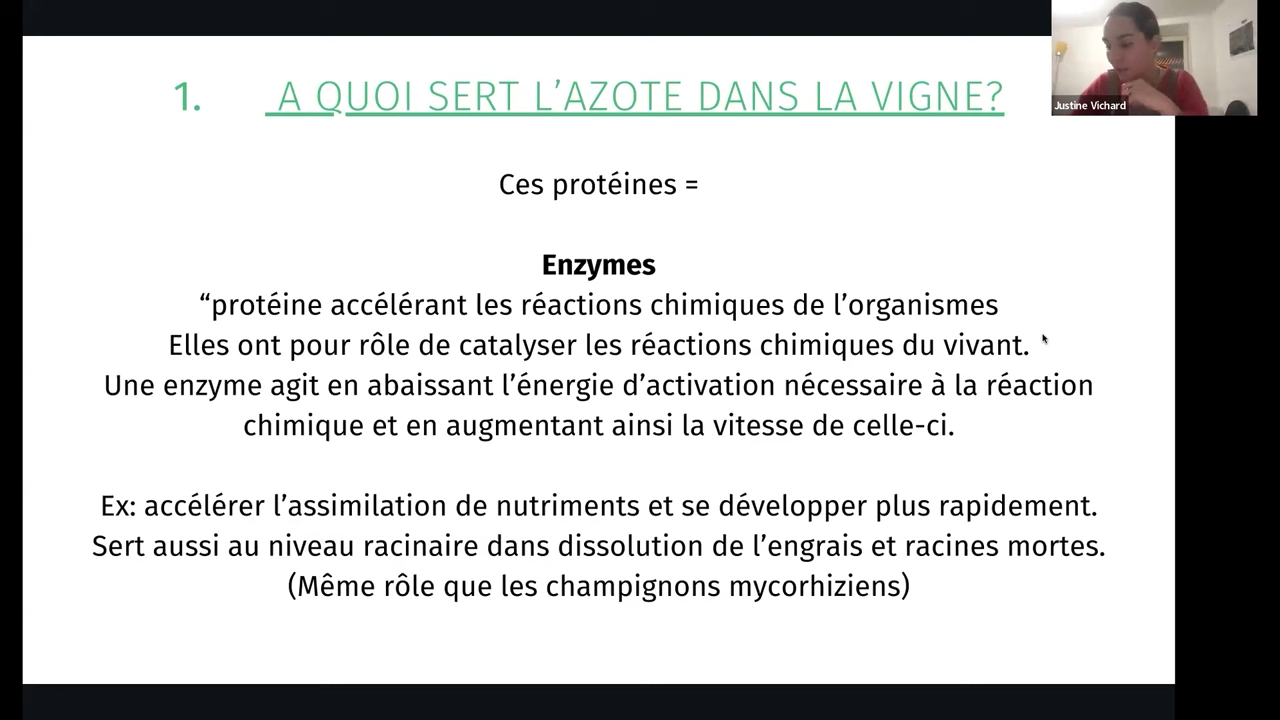 1. A QUOI SERT L’AZOTE DANS LA VIGNE?
Justine Vichard
Ces protéines =
Enzymes
“protéine accélérant les réactions chimiques de l’organismes
Elles ont pour rôle de catalyser les réactions chimiques du vivant.
Une enzyme agit en abaissant l’énergie d’activation nécessaire à la réaction
chimique et en augmentant ainsi la vitesse de celle-ci.
Ex: accélérer l’assimilation de nutriments et se développer plus rapidement.
Sert aussi au niveau racinaire dans dissolution de l’engrais et racines mortes.
(Même rôle que les champignons mycorhiziens)